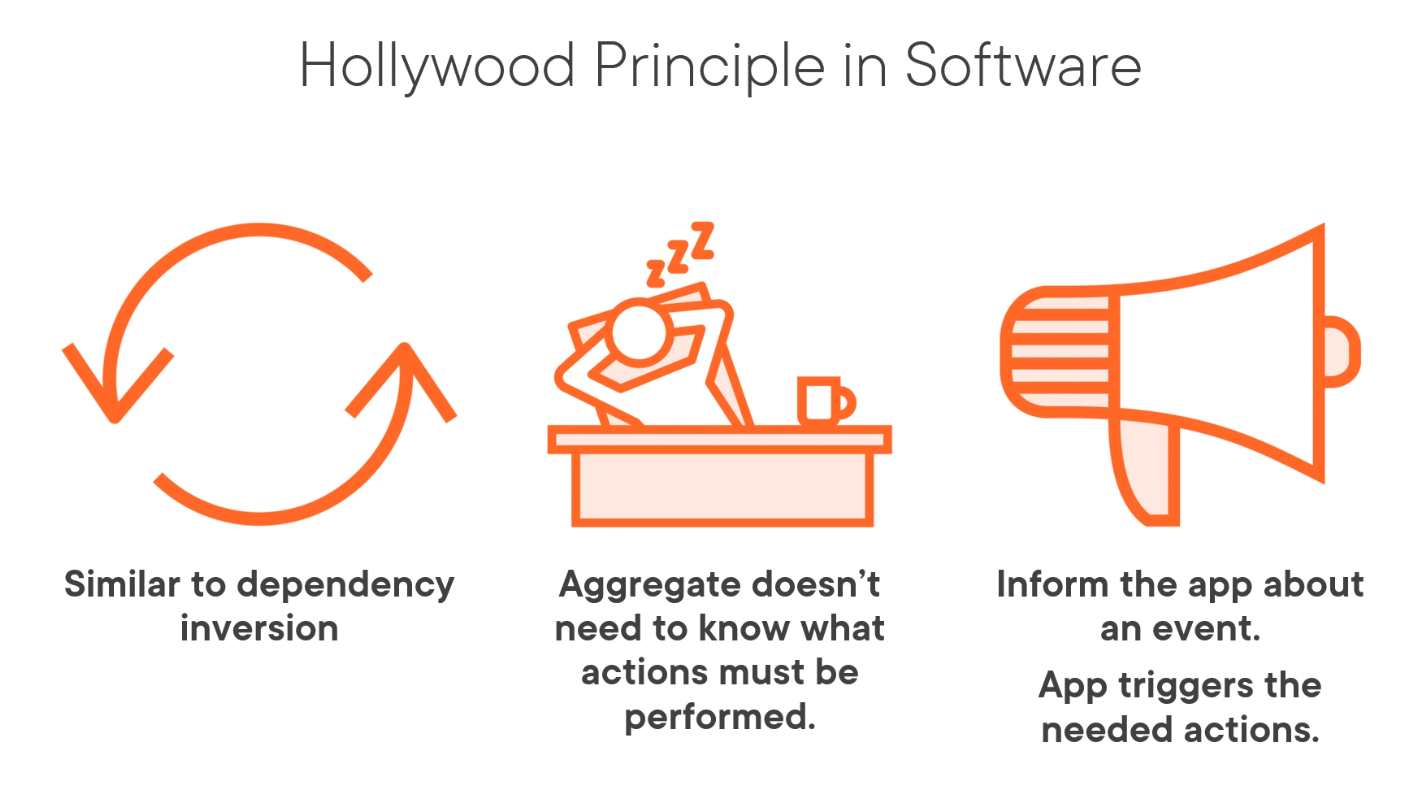 Hollywood Principle in Software
zzz
Similar to dependency
inversion
Aggregate doesn’t
need to know what
actions must be
performed.
Inform the app about
an event.
App triggers the
needed actions.